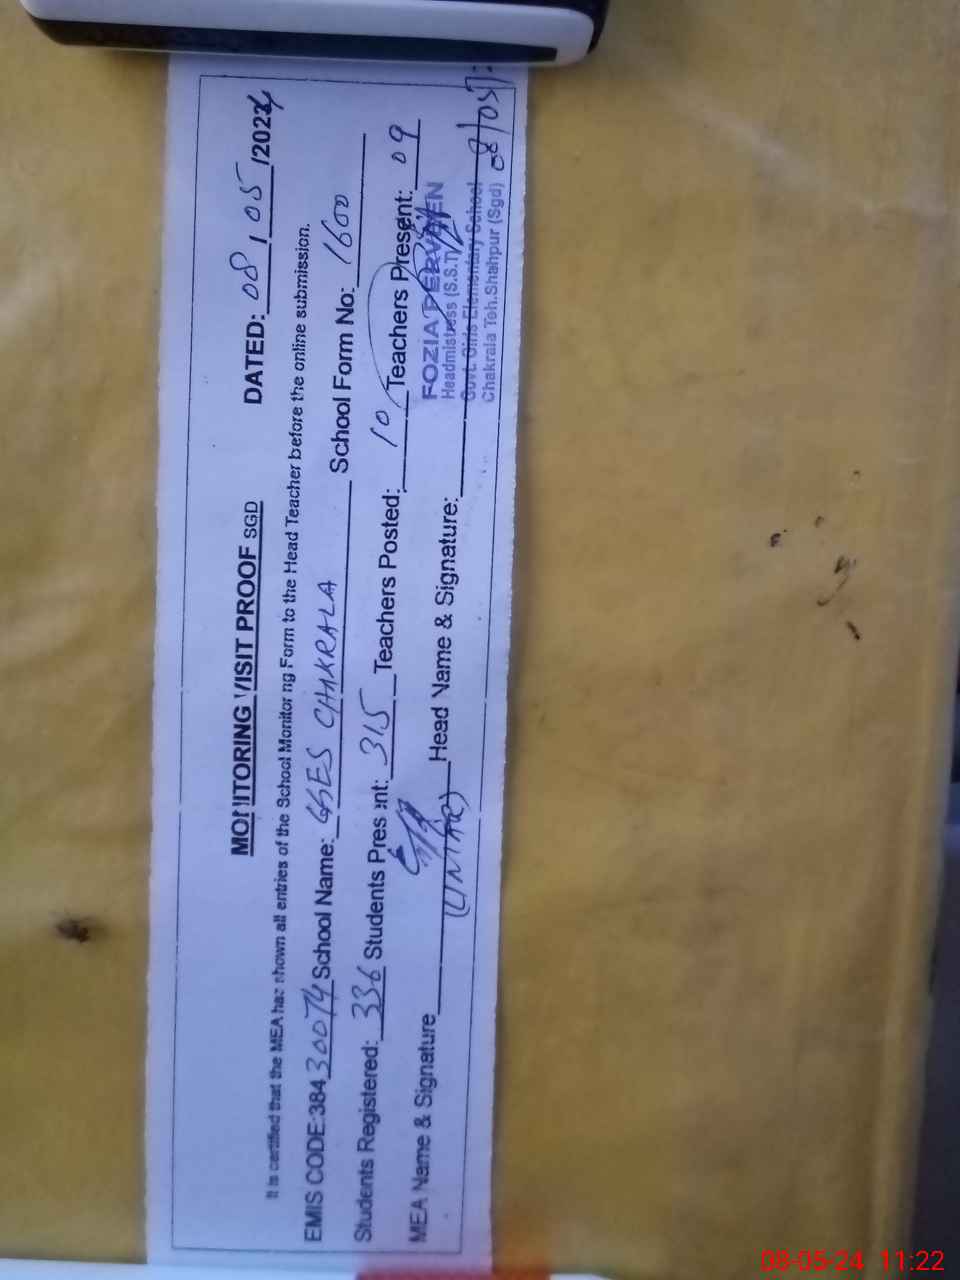 MONITORING VISIT PROOF SGD DATED: 08/05/2024
It is certified that the MEA has shown all entries of the School Monitoring Form to the Head Teacher before the online submission.
EMIS CODE:38430074 School Name: GGES CHAKRALA School Form No: 1600
Students Registered: 336 Students Present: 315 Teachers Posted: 10 Teachers Present: 09
MEA Name & Signature (UMAR) Head Name & Signature:
FOZIA PERVEEN
Headmistress (S.S.T)
Govt. Girls Elementary School
Chakrala Teh.Shahpur (Sgd)
08/05
08-05-24 11:22